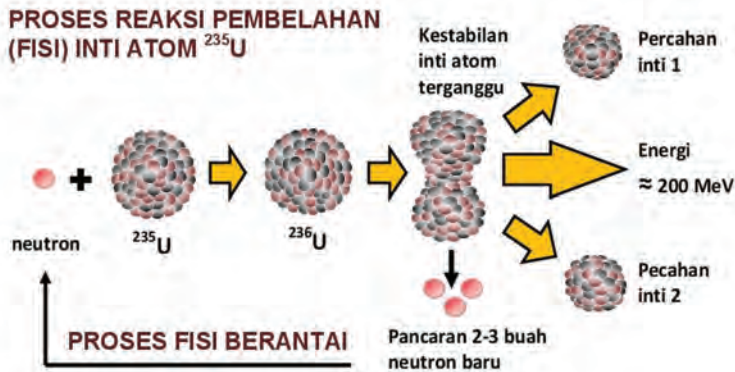 PROSES REAKSI PEMBELAHAN
(FISI) INTI ATOM ²³⁵U
Kestabilan
inti atom
terganggu
Percahan
inti 1
Energi
≈ 200 MeV
neutron
²³⁵U
²³⁶U
Pecahan
inti 2
PROSES FISI BERANTAI
Pancaran 2-3 buah
neutron baru